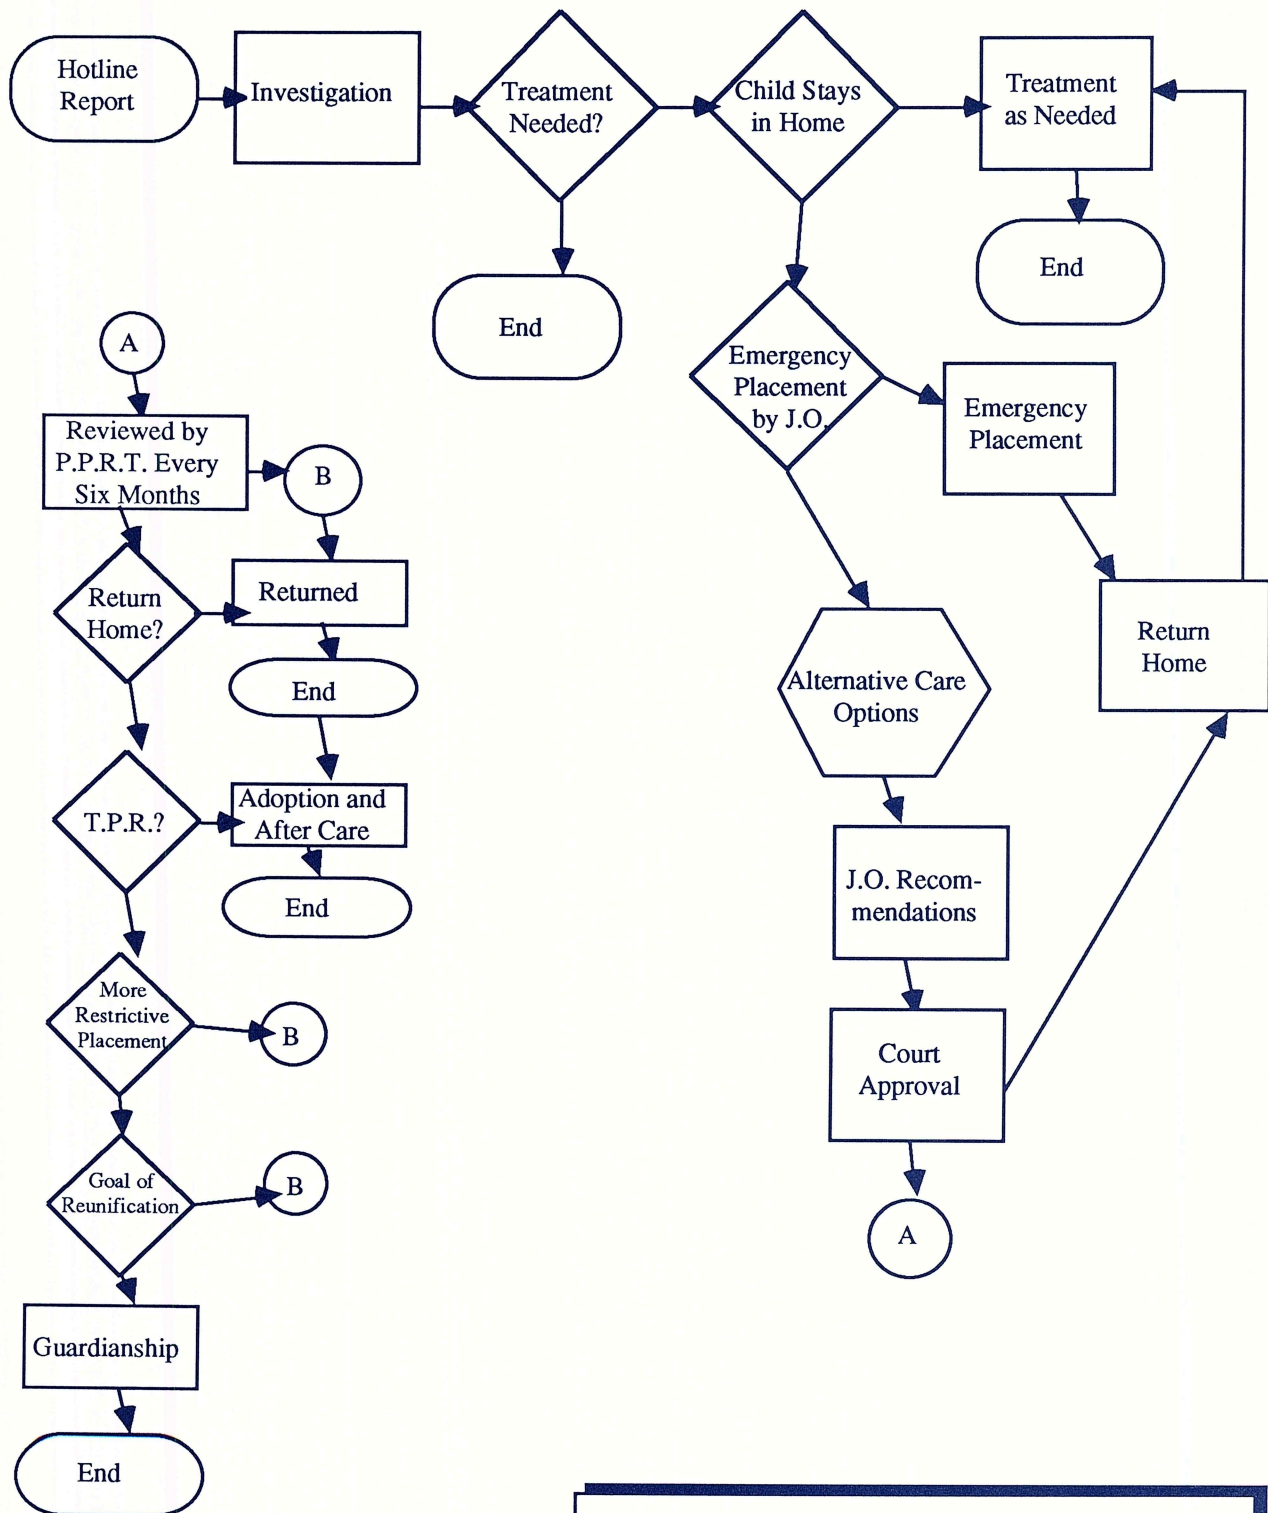 Hotline
Report
Investigation
Treatment
Needed?
Child Stays
in Home
Treatment
as Needed
End
End
Emergency
Placement
by J.O.
Emergency
Placement
Return
Home
Alternative Care
Options
J.O. Recom-
mendations
Court
Approval
A
A
Reviewed by
P.P.R.T. Every
Six Months
B
Return
Home?
Returned
End
T.P.R.?
Adoption and
After Care
End
More
Restrictive
Placement
B
Goal of
Reunification
B
Guardianship
End